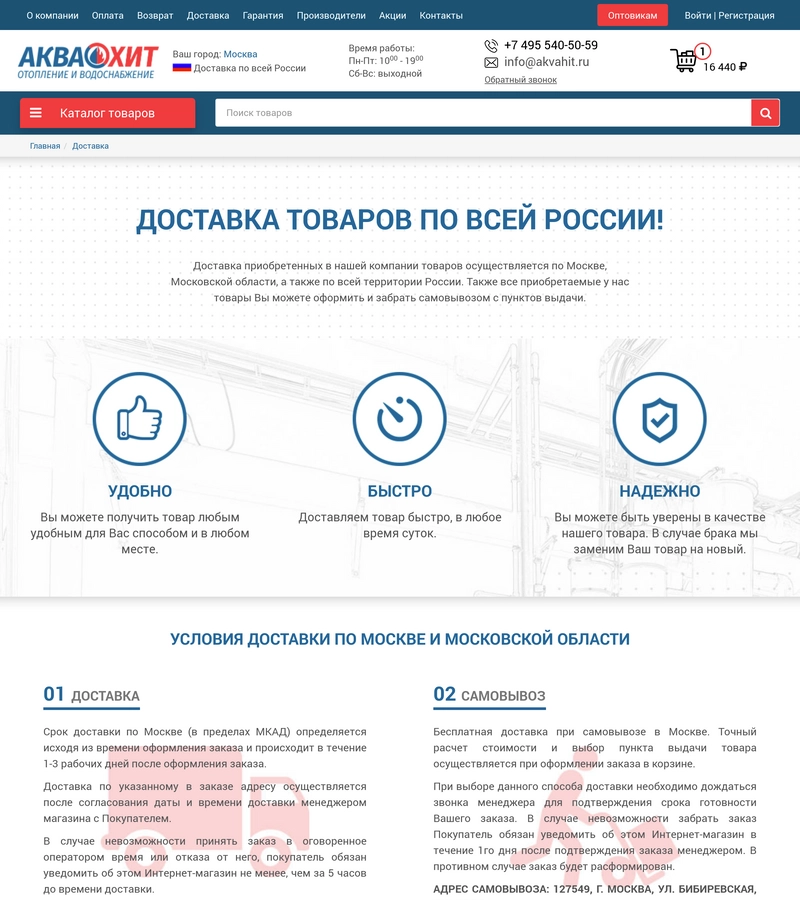 О компании Оплата Возврат Доставка Гарантия Производители Акции Контакты Оптовикам Войти | Регистрация
АКВА ХИТ
ОТОПЛЕНИЕ И ВОДОСНАБЖЕНИЕ
Ваш город: Москва
Доставка по всей России
Время работы:
Пн-Пт: 10⁰⁰ - 19⁰⁰
Сб-Вс: выходной
+7 495 540-50-59
info@akvahit.ru
Обратный звонок
1
16 440 ₽
Каталог товаров
Поиск товаров
Главная / Доставка
ДОСТАВКА ТОВАРОВ ПО ВСЕЙ РОССИИ!
Доставка приобретенных в нашей компании товаров осуществляется по Москве,
Московской области, а также по всей территории России. Также все приобретаемые у нас
товары Вы можете оформить и забрать самовывозом с пунктов выдачи.
УДОБНО
Вы можете получить товар любым
удобным для Вас способом и в любом
месте.
БЫСТРО
Доставляем товар быстро, в любое
время суток.
НАДЕЖНО
Вы можете быть уверены в качестве
нашего товара. В случае брака мы
заменим Ваш товар на новый.
УСЛОВИЯ ДОСТАВКИ ПО МОСКВЕ И МОСКОВСКОЙ ОБЛАСТИ
01 ДОСТАВКА
Срок доставки по Москве (в пределах МКАД) определяется
исходя из времени оформления заказа и происходит в течение
1-3 рабочих дней после оформления заказа.
Доставка по указанному в заказе адресу осуществляется
после согласования даты и времени доставки менеджером
магазина с Покупателем.
В случае невозможности принять заказ в оговоренное
оператором время или отказа от него, покупатель обязан
уведомить об этом Интернет-магазин не менее, чем за 5 часов
до времени доставки.
02 САМОВЫВОЗ
Бесплатная доставка при самовывозе в Москве. Точный
расчет стоимости и выбор пункта выдачи товара
осуществляется при оформлении заказа в корзине.
При выборе данного способа доставки необходимо дождаться
звонка менеджера для подтверждения срока готовности
Вашего заказа. В случае невозможности забрать заказ
Покупатель обязан уведомить об этом Интернет-магазин в
течение 1го дня после подтверждения заказа менеджером. В
противном случае заказ будет расформирован.
АДРЕС САМОВЫВОЗА: 127549, Г. МОСКВА, УЛ. БИБИРЕВСКАЯ,